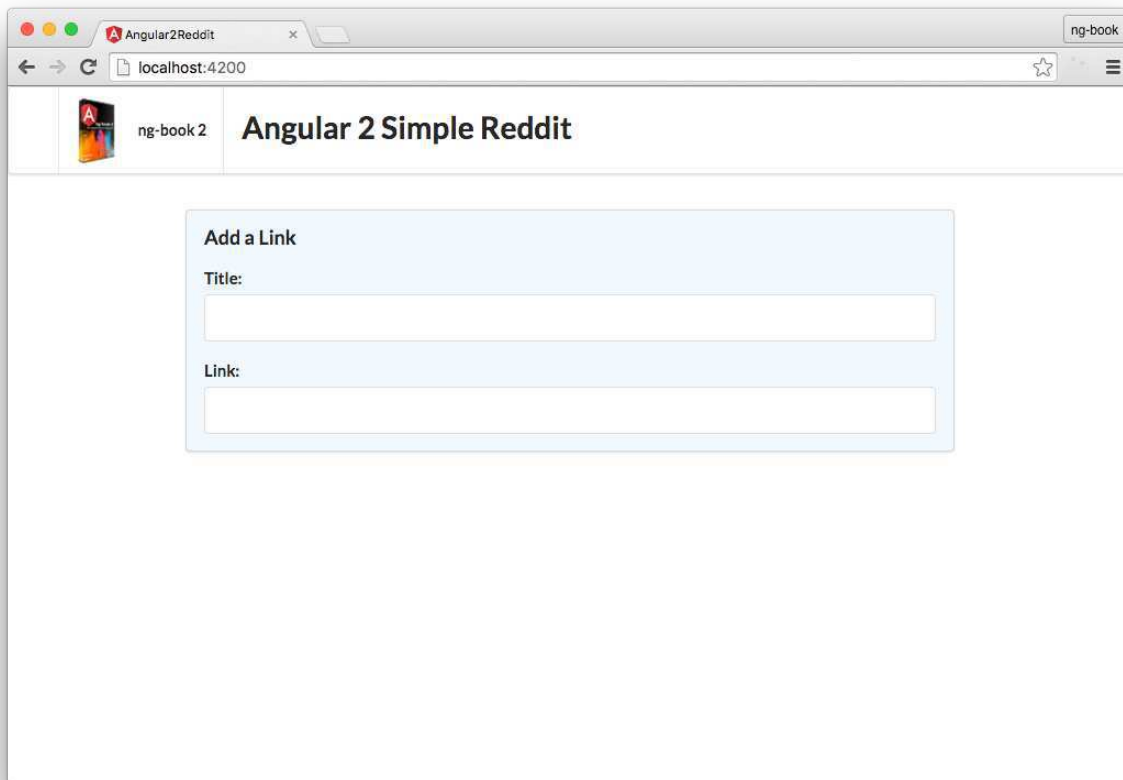 Angular2Reddit
ng-book
localhost:4200
ng-book 2
Angular 2 Simple Reddit
Add a Link
Title:
Link: